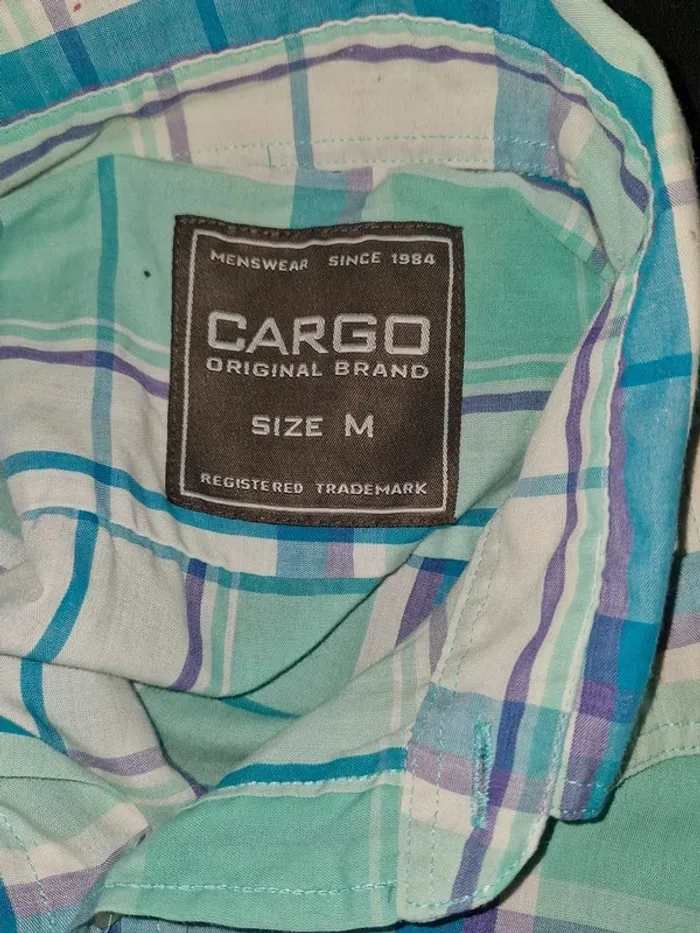 MENSWEAR SINCE 1984
CARGO
ORIGINAL BRAND
SIZE M
REGISTERED TRADEMARK